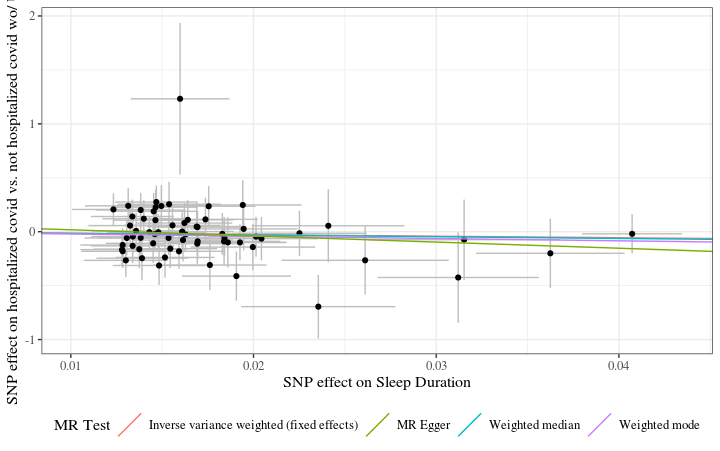 SNP effect on hospitalized covid vs. not hospitalized covid wo/
2
1
0
-1
0.01 0.02 0.03 0.04
SNP effect on Sleep Duration
MR Test Inverse variance weighted (fixed effects) MR Egger Weighted median Weighted mode